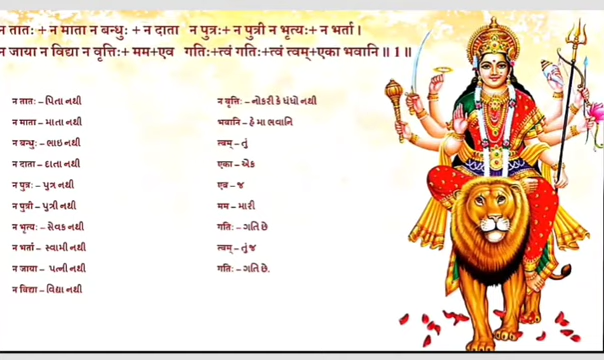 न तातः + न माता न बन्धुः + न दाता न पुत्रः+ न पुत्री न भृत्यः+ न भर्ता ।
न जाया न विद्या न वृत्तिः+ मम+एव गतिः+त्वं गतिः+त्वं त्वम्+एका भवानि ॥ 1 ॥
न तातः – પિતા નથી
न माता – માતા નથી
न बन्धुः – ભાઇ નથી
न दाता – દાતા નથી
न पुत्रः – પુત્ર નથી
न पुत्री – પુત્રી નથી
न भृत्यः – સેવક નથી
न भर्ता – સ્વામી નથી
न जाया – પત્ની નથી
न विद्या – વિદ્યા નથી
न वृत्तिः – નોકરી કે ધંધો નથી
भवानि – હે મા ભવાનિ
त्वम् – તું
एका – એક
एव – જ
मम – મારી
गतिः – ગતિ છે
त्वम् – તું જ
गतिः – ગતિ છે.